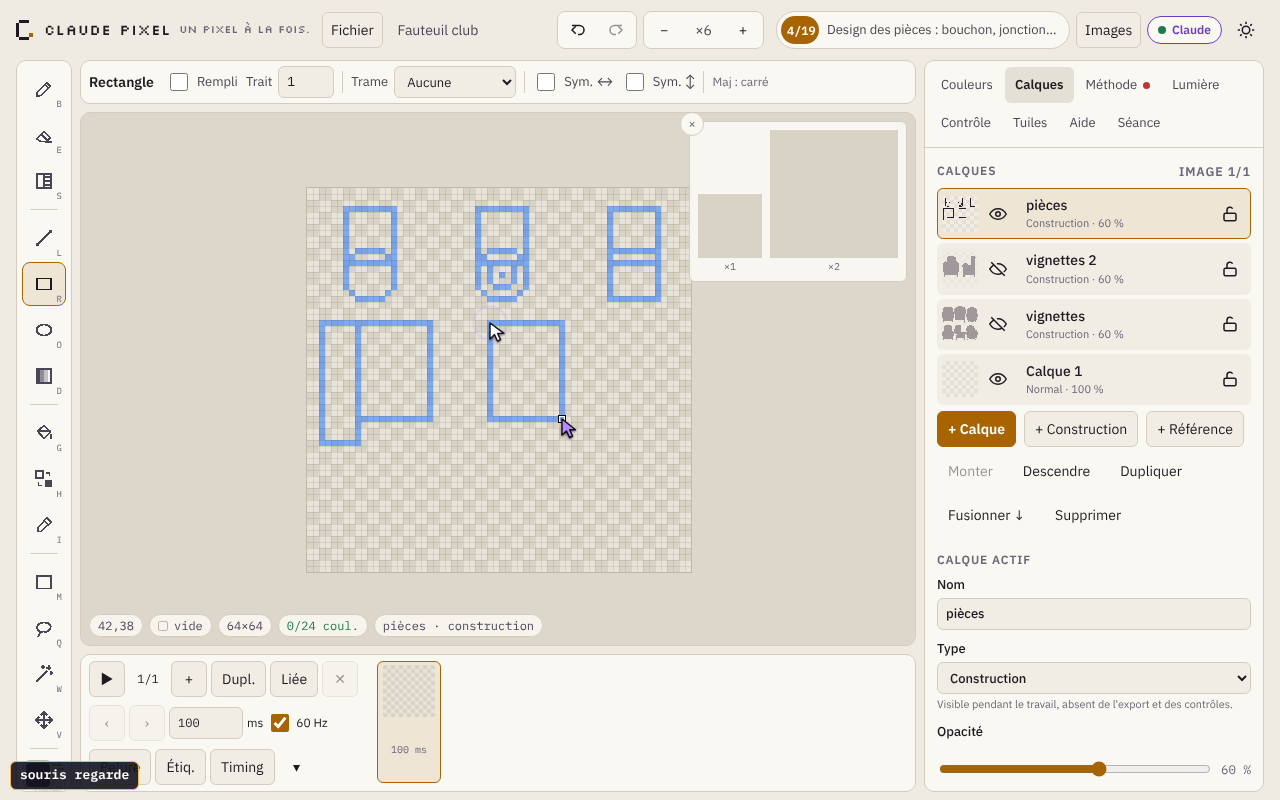 CLAUDE PIXEL UN PIXEL À LA FOIS. Fichier Fauteuil club − ×6 + 4/19 Design des pièces : bouchon, jonction… Images Claude
Rectangle Rempli Trait 1 Trame Aucune Sym. ↔ Sym. ↕ Maj : carré
Couleurs Calques Méthode Lumière
Contrôle Tuiles Aide Séance
B
E
S
L
R
O
D
G
H
I
M
Q
W
V
×
×1 ×2
CALQUES IMAGE 1/1
pièces
Construction · 60 %
vignettes 2
Construction · 60 %
vignettes
Construction · 60 %
Calque 1
Normal · 100 %
+ Calque + Construction + Référence
Monter Descendre Dupliquer
Fusionner ↓ Supprimer
CALQUE ACTIF
Nom
pièces
Type
Construction
Visible pendant le travail, absent de l'export et des contrôles.
Opacité
60 %
42,38 vide 64×64 0/24 coul. pièces · construction
▶ 1/1 + Dupl. Liée ×
‹ › 100 ms 60 Hz
100 ms
Étiq. Timing ▼
souris regarde